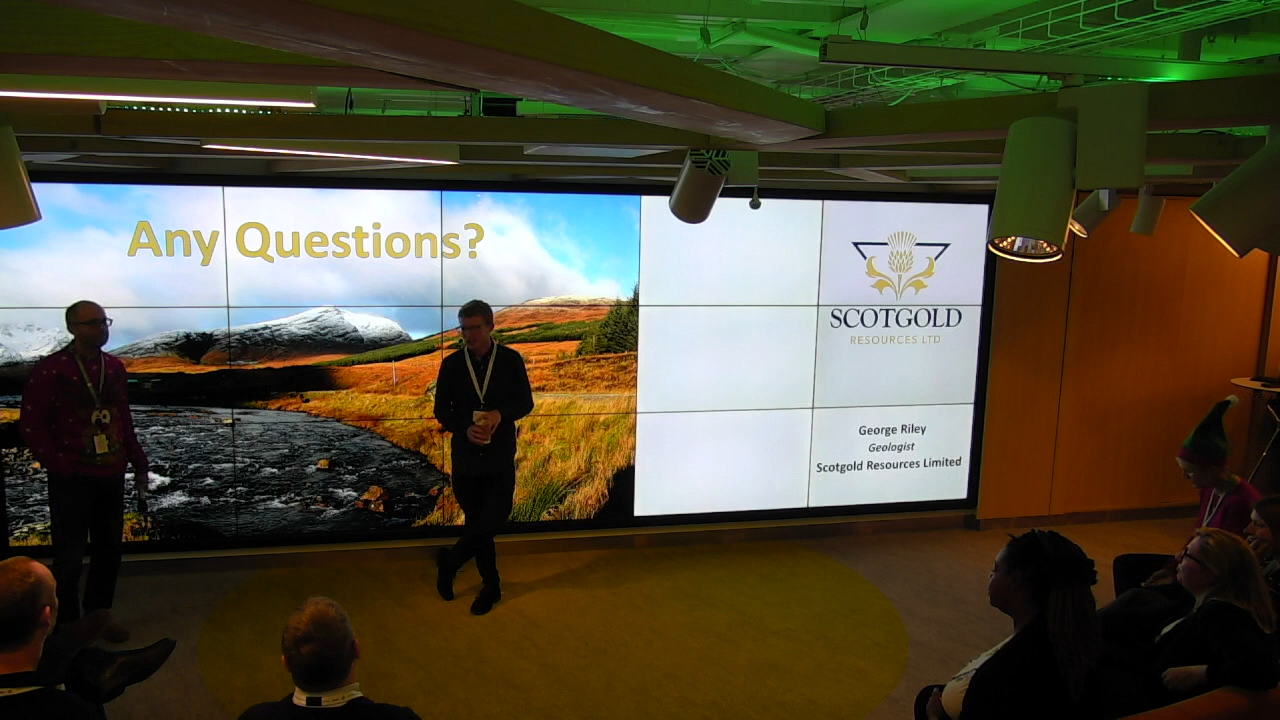 Any Questions?
SCOTGOLD
RESOURCES LTD
George Riley
Geologist
Scotgold Resources Limited